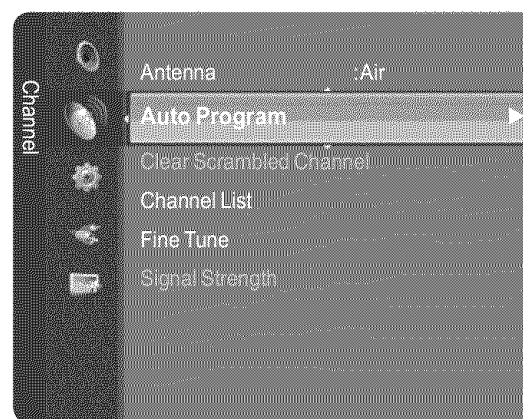 Channel
Antenna :Air
Auto Program
Clear Scrambled Channel
Channel List
Fine Tune
Signal Strength